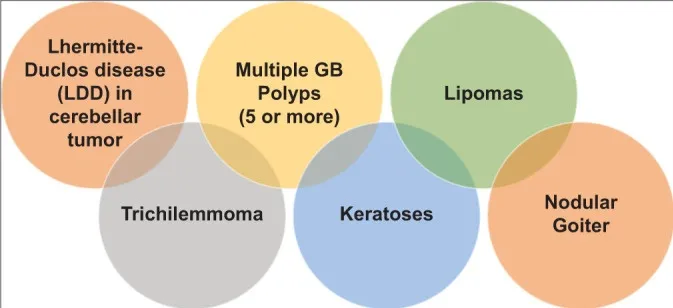 Lhermitte-
Duclos disease
(LDD) in
cerebellar
tumor
Multiple GB
Polyps
(5 or more)
Lipomas
Trichilemmoma
Keratoses
Nodular
Goiter